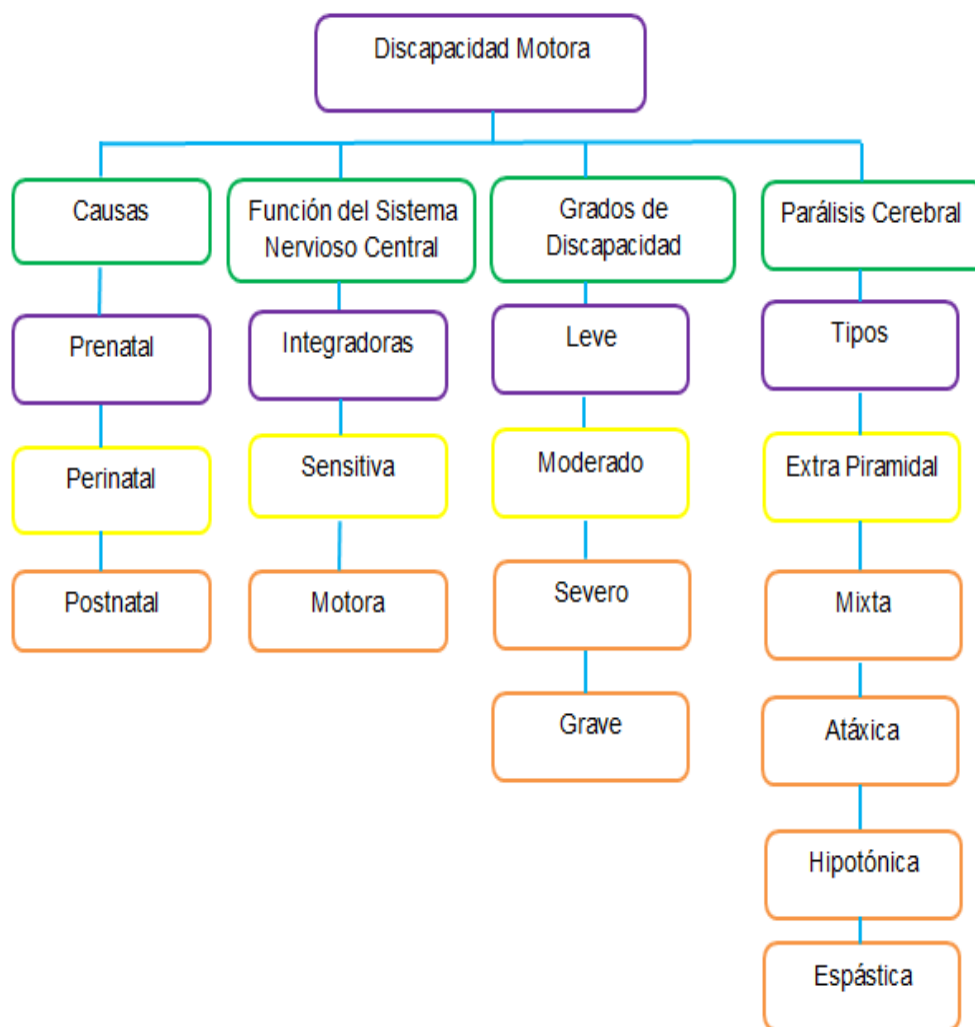 Discapacidad Motora
Causas
Función del Sistema
Nervioso Central
Grados de
Discapacidad
Parálisis Cerebral
Prenatal
Integradoras
Leve
Tipos
Perinatal
Sensitiva
Moderado
Extra Piramidal
Postnatal
Motora
Severo
Mixta
Grave
Atáxica
Hipotónica
Espástica